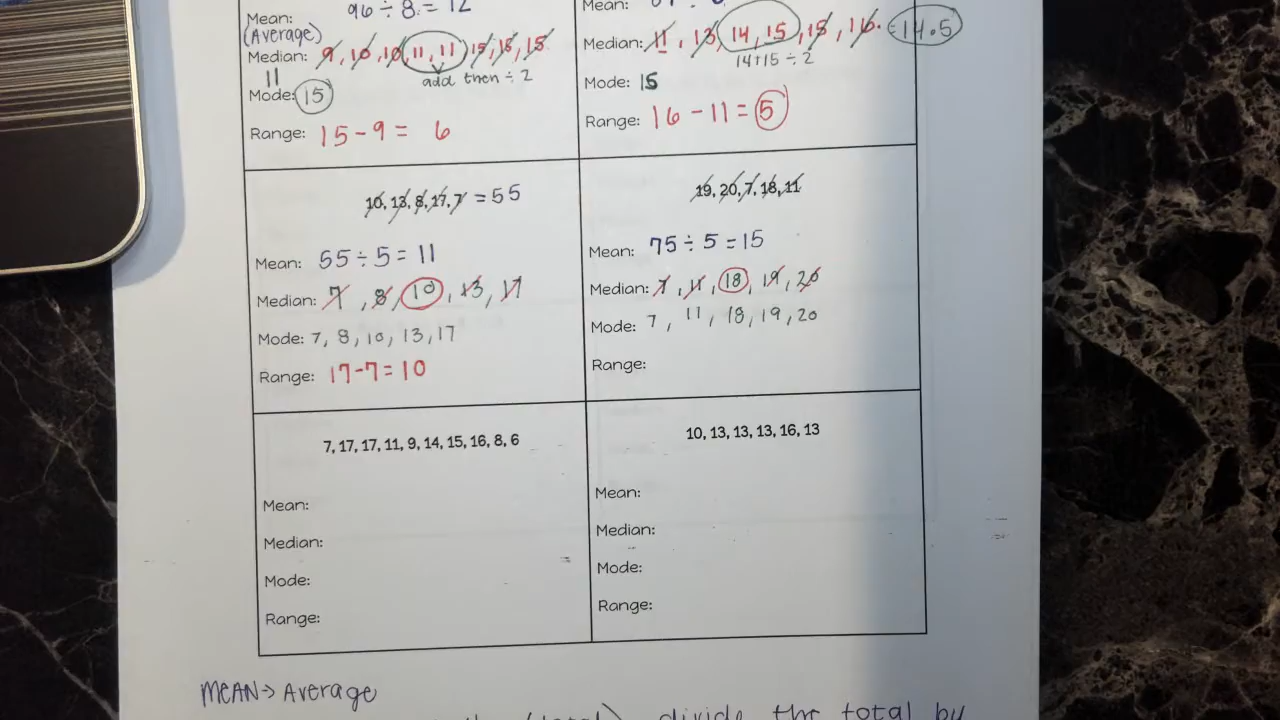 Mean: 96 ÷ 8 = 12
(Average)
Median: 9, 10, 10, 11, 11, 15, 15, 15
11
add then ÷ 2
Mode: 15
Range: 15 - 9 = 6
Mean:
Median: 11, 13, 14, 15, 15, 16. = 14.5
14+15 ÷ 2
Mode: 15
Range: 16 - 11 = 5
10, 13, 8, 17, 7 = 55
Mean: 55 ÷ 5 = 11
Median: 7, 8, 10, 13, 17
Mode: 7, 8, 10, 13, 17
Range: 17-7 = 10
19, 20, 7, 18, 11
Mean: 75 ÷ 5 = 15
Median: 7, 11, 18, 19, 20
Mode: 7, 11, 18, 19, 20
Range:
7, 17, 17, 11, 9, 14, 15, 16, 8, 6
Mean:
Median:
Mode:
Range:
10, 13, 13, 13, 16, 13
Mean:
Median:
Mode:
Range:
MEAN → Average
(total) divide the total by